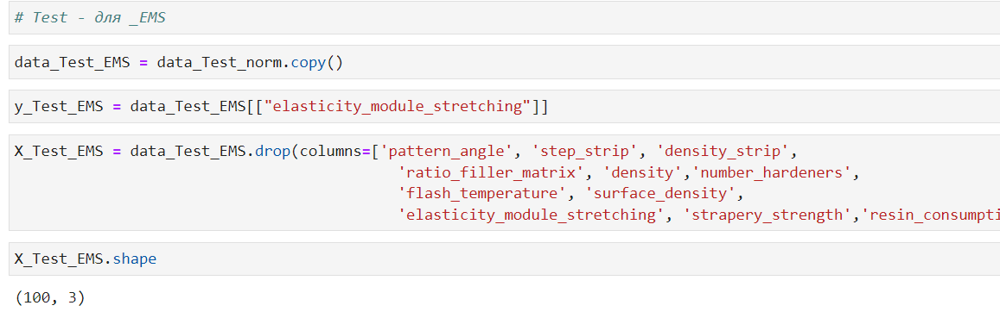 # Test - для _EMS
data_Test_EMS = data_Test_norm.copy()
y_Test_EMS = data_Test_EMS[["elasticity_module_stretching"]]
X_Test_EMS = data_Test_EMS.drop(columns=['pattern_angle', 'step_strip', 'density_strip',
'ratio_filler_matrix', 'density','number_hardeners',
'flash_temperature', 'surface_density',
'elasticity_module_stretching', 'strapery_strength','resin_consumpti
X_Test_EMS.shape
(100, 3)